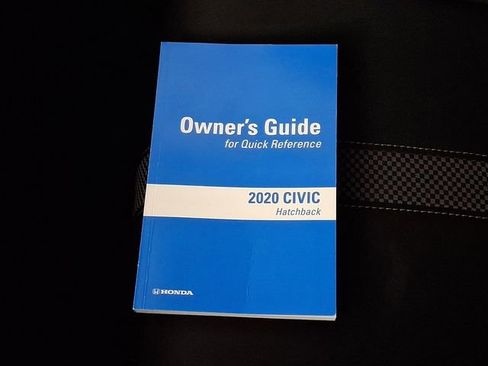 Owner's Guide
for Quick Reference
2020 CIVIC
Hatchback
HONDA